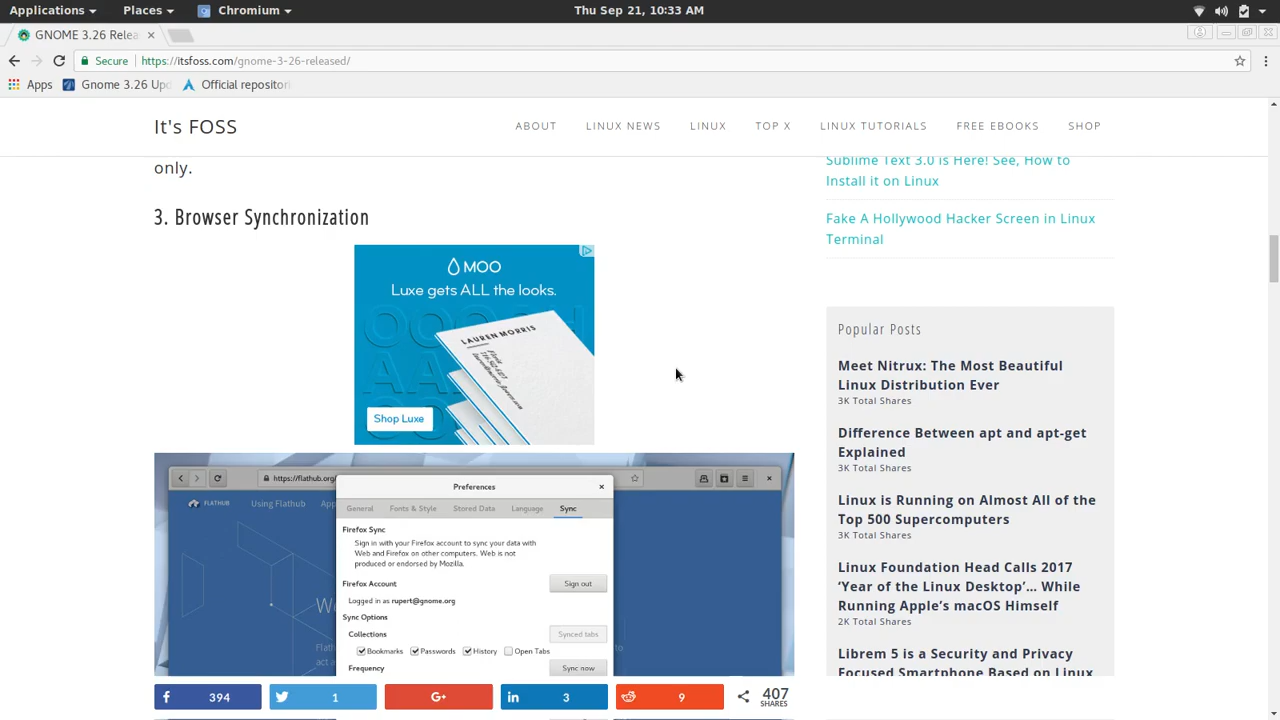 Applications Places Chromium Thu Sep 21, 10:33 AM
GNOME 3.26 Relea
Secure https://itsfoss.com/gnome-3-26-released/
Apps Gnome 3.26 Upd Official repositori
It's FOSS ABOUT LINUX NEWS LINUX TOP X LINUX TUTORIALS FREE EBOOKS SHOP
only.
3. Browser Synchronization
MOO
Luxe gets ALL the looks.
LAUREN MORRIS
Shop Luxe
https://flathub.org/
Preferences
FLATHUB Using Flathub App
General Fonts & Style Stored Data Language Sync
Firefox Sync
Sign in with your Firefox account to sync your data with
Web and Firefox on other computers. Web is not
produced or endorsed by Mozilla.
Firefox Account Sign out
Logged in as rupert@gnome.org
Sync Options
Collections Synced tabs
Bookmarks Passwords History Open Tabs
Frequency Sync now
394 1 G+ 3 9 407
SHARES
Sublime Text 3.0 is Here! See, How to
Install it on Linux
Fake A Hollywood Hacker Screen in Linux
Terminal
Popular Posts
Meet Nitrux: The Most Beautiful
Linux Distribution Ever
3K Total Shares
Difference Between apt and apt-get
Explained
3K Total Shares
Linux is Running on Almost All of the
Top 500 Supercomputers
3K Total Shares
Linux Foundation Head Calls 2017
‘Year of the Linux Desktop’… While
Running Apple’s macOS Himself
2K Total Shares
Librem 5 is a Security and Privacy
Focused Smartphone Based on Linux